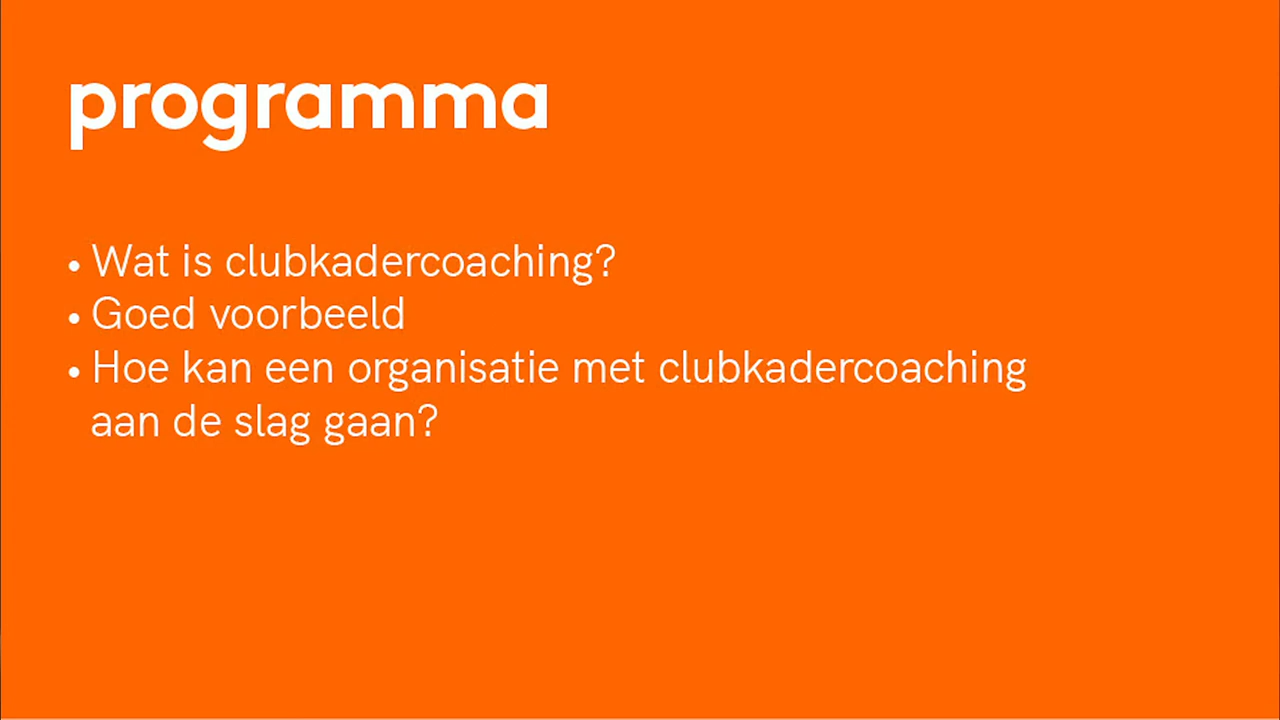 programma
• Wat is clubkadercoaching?
• Goed voorbeeld
• Hoe kan een organisatie met clubkadercoaching
aan de slag gaan?